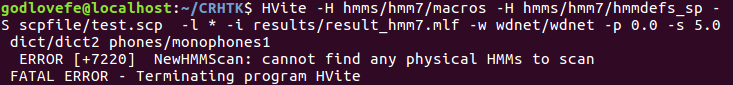 godlovefe@localhost:~/CRHTK$ HVite -H hmms/hmm7/macros -H hmms/hmm7/hmmdefs_sp -
S scpfile/test.scp  -l * -i results/result_hmm7.mlf -w wdnet/wdnet -p 0.0 -s 5.0
 dict/dict2 phones/monophones1
  ERROR [+7220]  NewHMMScan: cannot find any physical HMMs to scan
 FATAL ERROR - Terminating program HVite